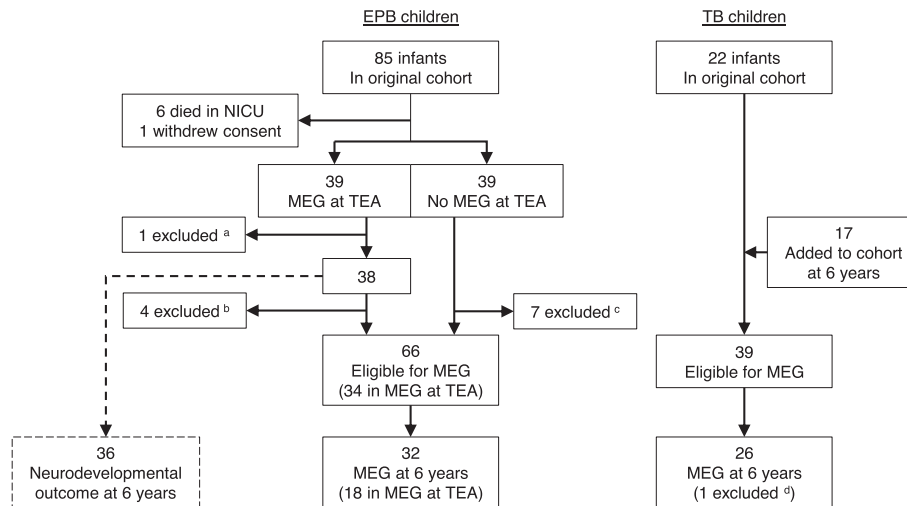 EPB children
TB children
85 infants
In original cohort
22 infants
In original cohort
6 died in NICU
1 withdrew consent
39
MEG at TEA
39
No MEG at TEA
1 excluded a
17
Added to cohort
at 6 years
38
4 excluded b
7 excluded c
66
Eligible for MEG
(34 in MEG at TEA)
39
Eligible for MEG
36
Neurodevelopmental
outcome at 6 years
32
MEG at 6 years
(18 in MEG at TEA)
26
MEG at 6 years
(1 excluded d)